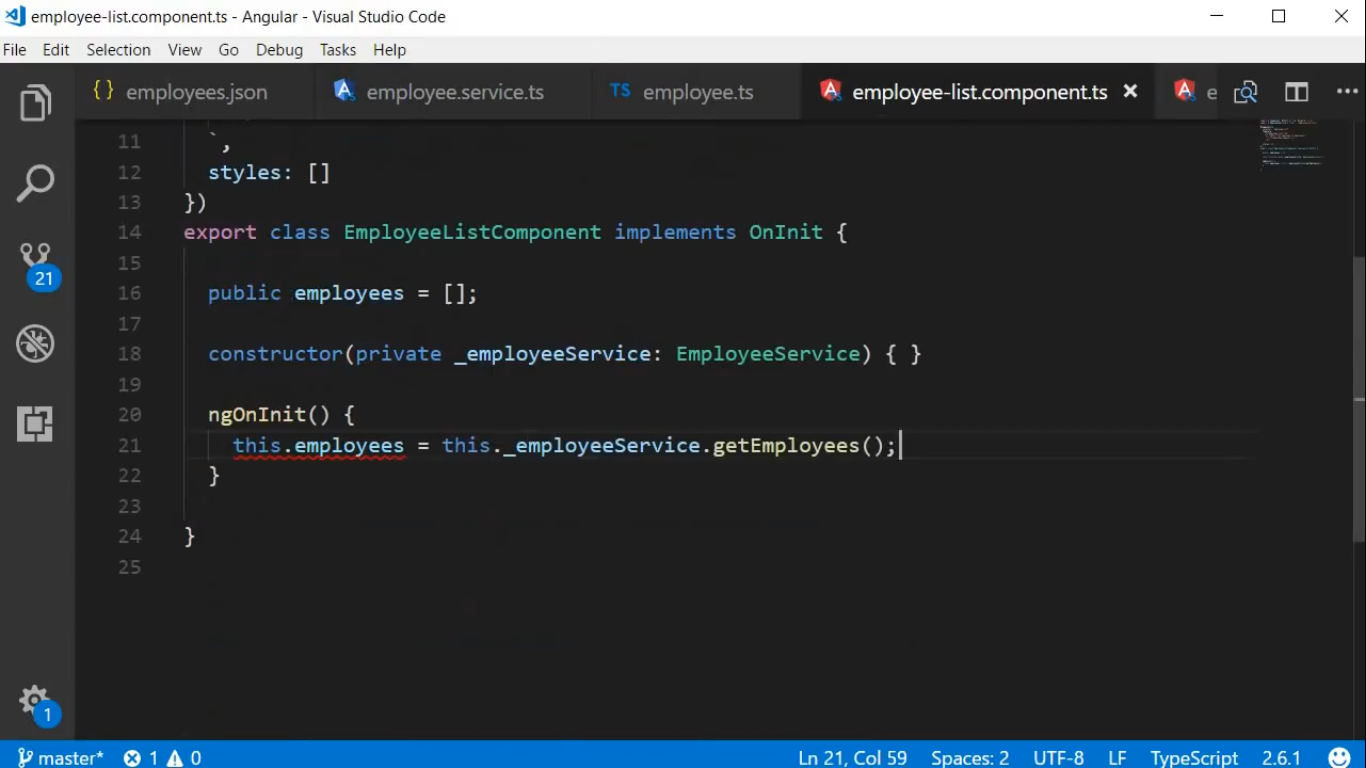 employee-list.component.ts - Angular - Visual Studio Code
File Edit Selection View Go Debug Tasks Help
{} employees.json employee.service.ts TS employee.ts employee-list.component.ts e
11 `,
12 styles: []
13 })
14 export class EmployeeListComponent implements OnInit {
15
16 public employees = [];
17
18 constructor(private _employeeService: EmployeeService) { }
19
20 ngOnInit() {
21 this.employees = this._employeeService.getEmployees();
22 }
23
24 }
25
21
1
master* 1 0 Ln 21, Col 59 Spaces: 2 UTF-8 LF TypeScript 2.6.1